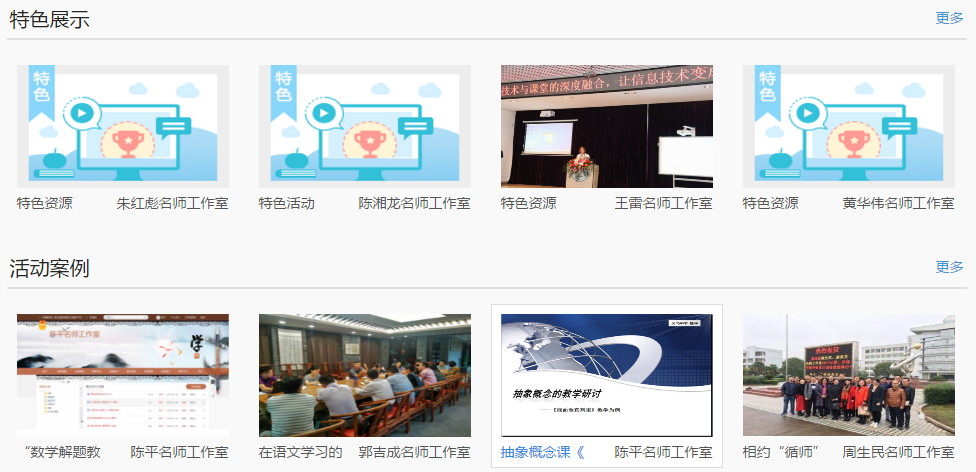 特色展示 更多
特色
特色
技术与课堂的深度融合，让信息技术变成
特色
特色资源 朱红彪名师工作室
特色活动 陈湘龙名师工作室
特色资源 王雷名师工作室
特色资源 黄华伟名师工作室
活动案例 更多
陈平名师工作室
学
抽象概念的教学研讨
热烈祝贺
“数学解题教 陈平名师工作室
在语文学习的 郭吉成名师工作室
抽象概念课《 陈平名师工作室
相约“循师” 周生民名师工作室